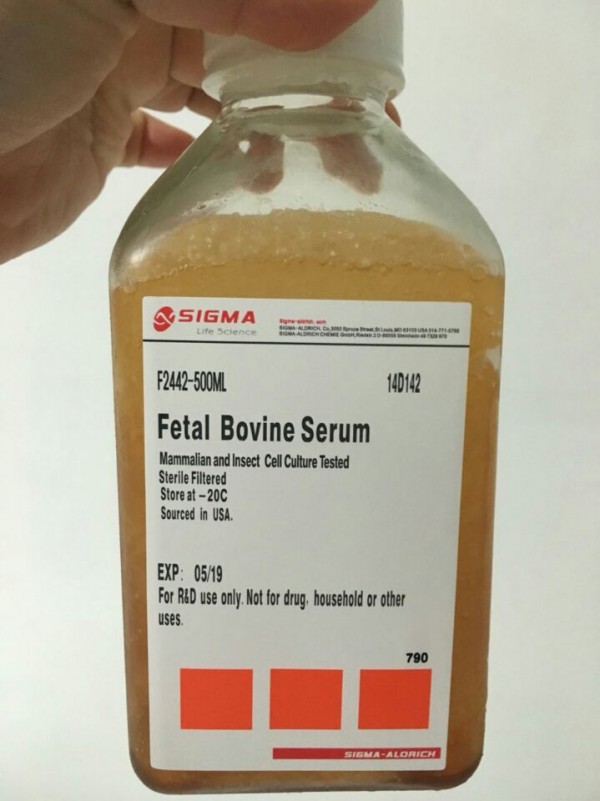 SIGMA
Life Science
F2442-500ML
14D142
Fetal Bovine Serum
Mammalian and Insect Cell Culture Tested
Sterile Filtered
Store at -20C
Sourced in USA.
EXP: 05/19
For R&D use only. Not for drug, household or other
uses.
790
SIGMA-ALDRICH